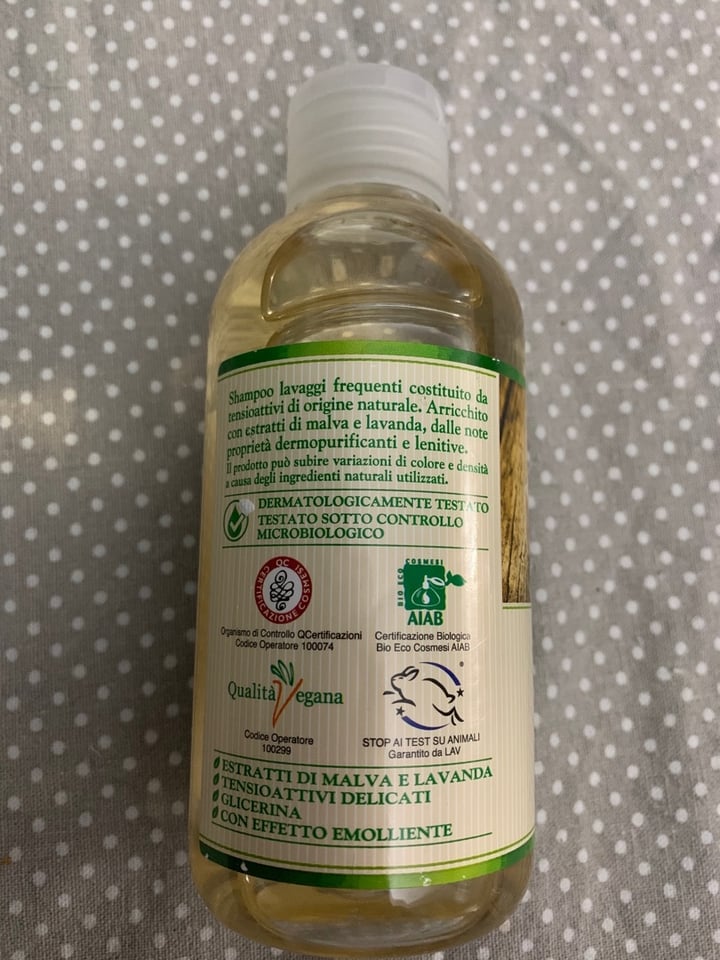 Shampoo lavaggi frequenti costituito da
tensioattivi di origine naturale. Arricchito
con estratti di malva e lavanda, dalle note
proprietà dermopurificanti e lenitive.
Il prodotto può subire variazioni di colore e densità
a causa degli ingredienti naturali utilizzati.
DERMATOLOGICAMENTE TESTATO
TESTATO SOTTO CONTROLLO
MICROBIOLOGICO
QC CERTIFICAZIONE COSMESI
Organismo di Controllo QCertificazioni
Codice Operatore 100074
BIO ECO COSMESI
AIAB
Certificazione Biologica
Bio Eco Cosmesi AIAB
Qualità Vegana
Codice Operatore
100299
®
STOP AI TEST SU ANIMALI
Garantito da LAV
ESTRATTI DI MALVA E LAVANDA
TENSIOATTIVI DELICATI
GLICERINA
CON EFFETTO EMOLLIENTE